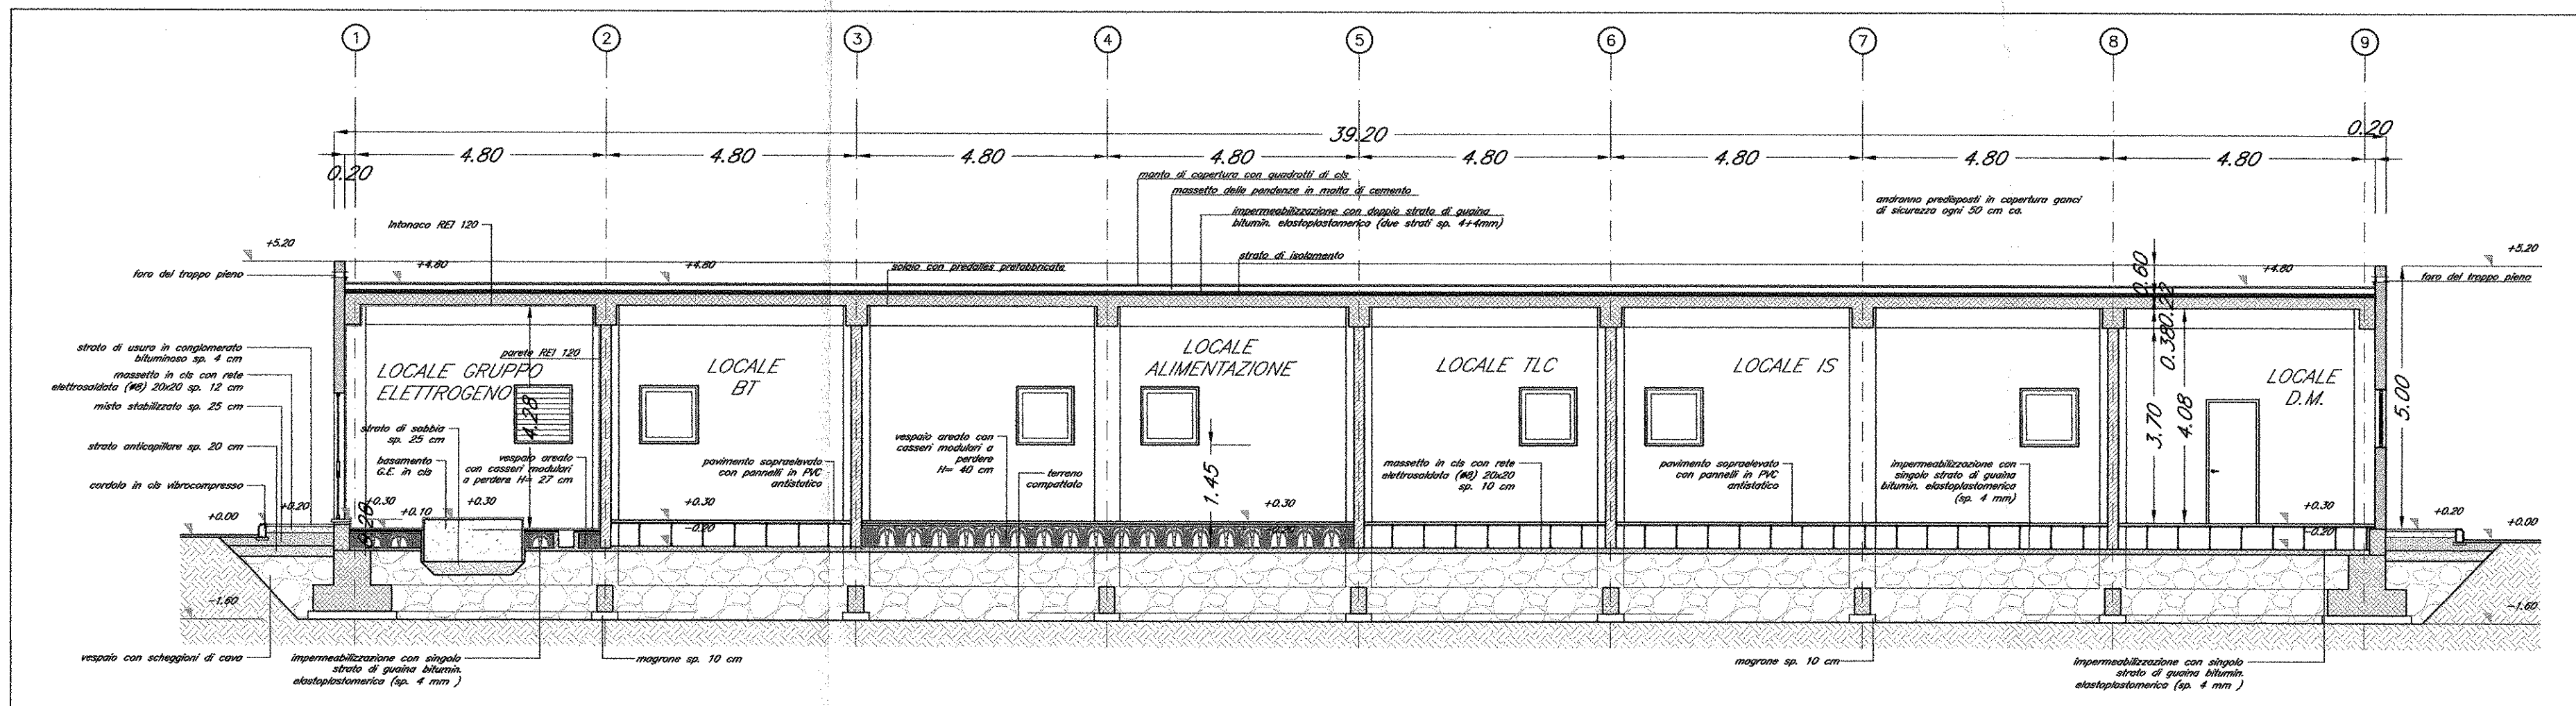 1 2 3 4 5 6 7 8 9
39.20 0.20
4.80 4.80 4.80 4.80 4.80 4.80 4.80 4.80
0.20
manto di copertura con quadrotti di cls
massetto delle pendenze in malta di cemento
impermeabilizzazione con doppio strato di guaina
bitumin. elastoplastomerica (due strati sp. 4+4mm)
strato di isolamento
andranno predisposti in copertura ganci
di sicurezza ogni 50 cm ca.
Intonaco REI 120
+5.20
foro del troppo pieno
+4.80
+4.80
solaio con predalles prefabbricate
0.60
0.22
0.38
+4.80
+5.20
foro del troppo pieno
strato di usura in conglomerato
bituminoso sp. 4 cm
massetto in cls con rete
elettrosaldata (#8) 20x20 sp. 12 cm
misto stabilizzato sp. 25 cm
strato anticapillare sp. 20 cm
cordolo in cls vibrocompresso
+0.00
+0.20
parete REI 120
LOCALE GRUPPO
ELETTROGENO
4.28
strato di sabbia
sp. 25 cm
basamento
G.E. in cls
vespaio areato
con casseri modulari
a perdere H= 27 cm
+0.30
+0.10
+0.30
LOCALE
BT
pavimento sopraelevato
con pannelli in PVC
antistatico
+0.30
-0.20
vespaio areato con
casseri modulari a
perdere
H= 40 cm
terreno
compattato
LOCALE
ALIMENTAZIONE
1.45
+0.30
-0.20
LOCALE TLC
massetto in cls con rete
elettrosaldata (#8) 20x20
sp. 10 cm
LOCALE IS
pavimento sopraelevato
con pannelli in PVC
antistatico
impermeabilizzazione con
singolo strato di guaina
bitumin. elastoplastomerica
(sp. 4 mm)
3.70
4.08
LOCALE
D.M.
5.00
+0.30
-0.20
+0.20
+0.00
-1.60
-1.60
vespaio con scheggioni di cava
impermeabilizzazione con singolo
strato di guaina bitumin.
elastoplastomerica (sp. 4 mm )
magrone sp. 10 cm
magrone sp. 10 cm
impermeabilizzazione con singolo
strato di guaina bitumin.
elastoplastomerica (sp. 4 mm )